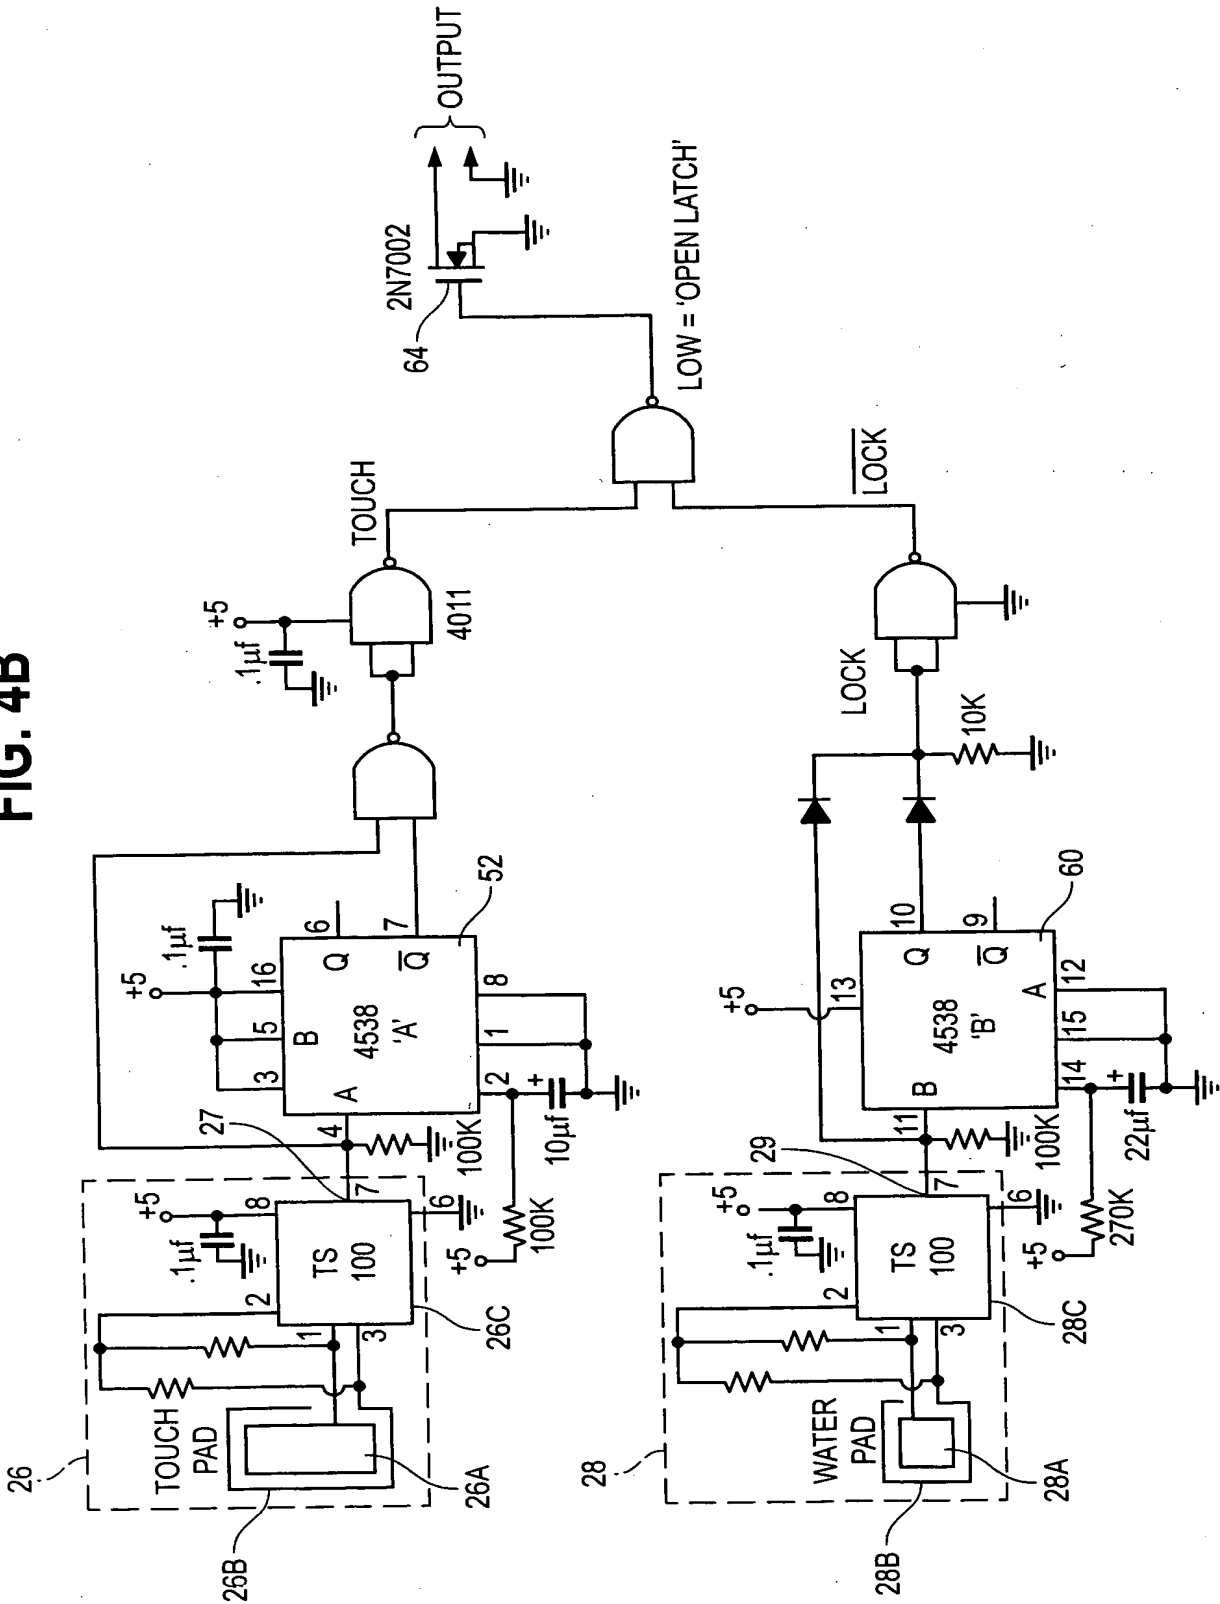 FIG. 4B
26
TOUCH
PAD
26B
26A
1
3
2
8
+5
.1µf
TS
100
7
6
26C
27
4
100K
+5
100K
3
5
16
+5
.1µf
A
B
4538
'A'
Q
Q̅
6
7
2
1
8
10µf
+
52
+5
.1µf
4011
TOUCH
2N7002
64
OUTPUT
LOW = 'OPEN LATCH'
28
WATER
PAD
28B
28A
1
3
2
8
+5
.1µf
TS
100
7
6
28C
29
11
100K
+5
270K
+5
13
B
4538
'B'
Q
Q̅
A
10
9
14
15
12
22µf
+
60
10K
LOCK
L̅O̅C̅K̅